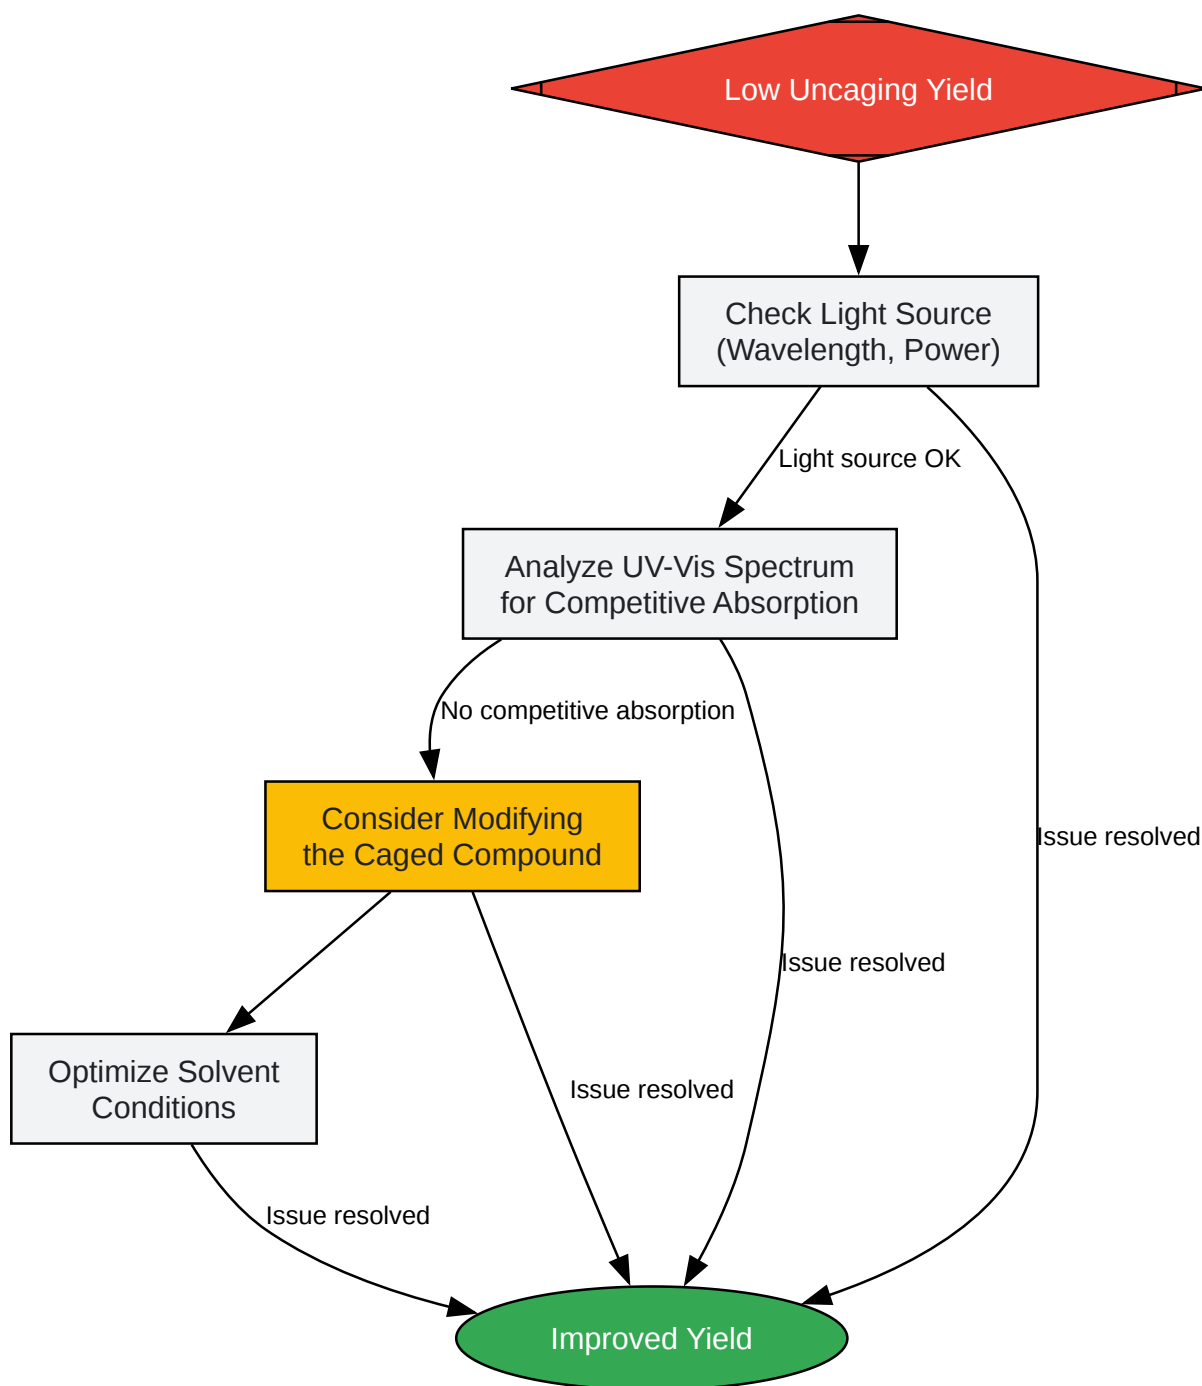 Low Uncaging Yield
Check Light Source
(Wavelength, Power)
Light source OK
Analyze UV-Vis Spectrum
for Competitive Absorption
No competitive absorption
Consider Modifying
the Caged Compound
Issue resolved
Issue resolved
Optimize Solvent
Conditions
Issue resolved
Issue resolved
Improved Yield